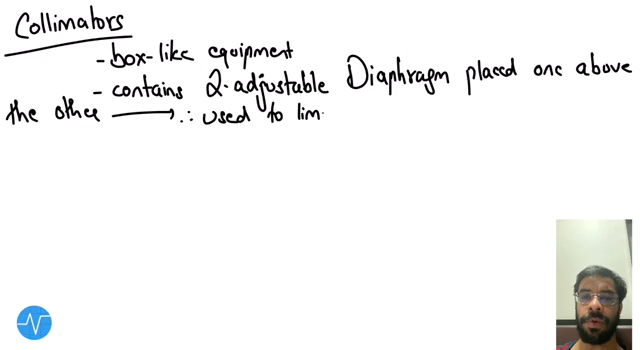 Collimators
- box-like equipment
- contains 2-adjustable Diaphragm placed one above
the other → ∴ used to lim